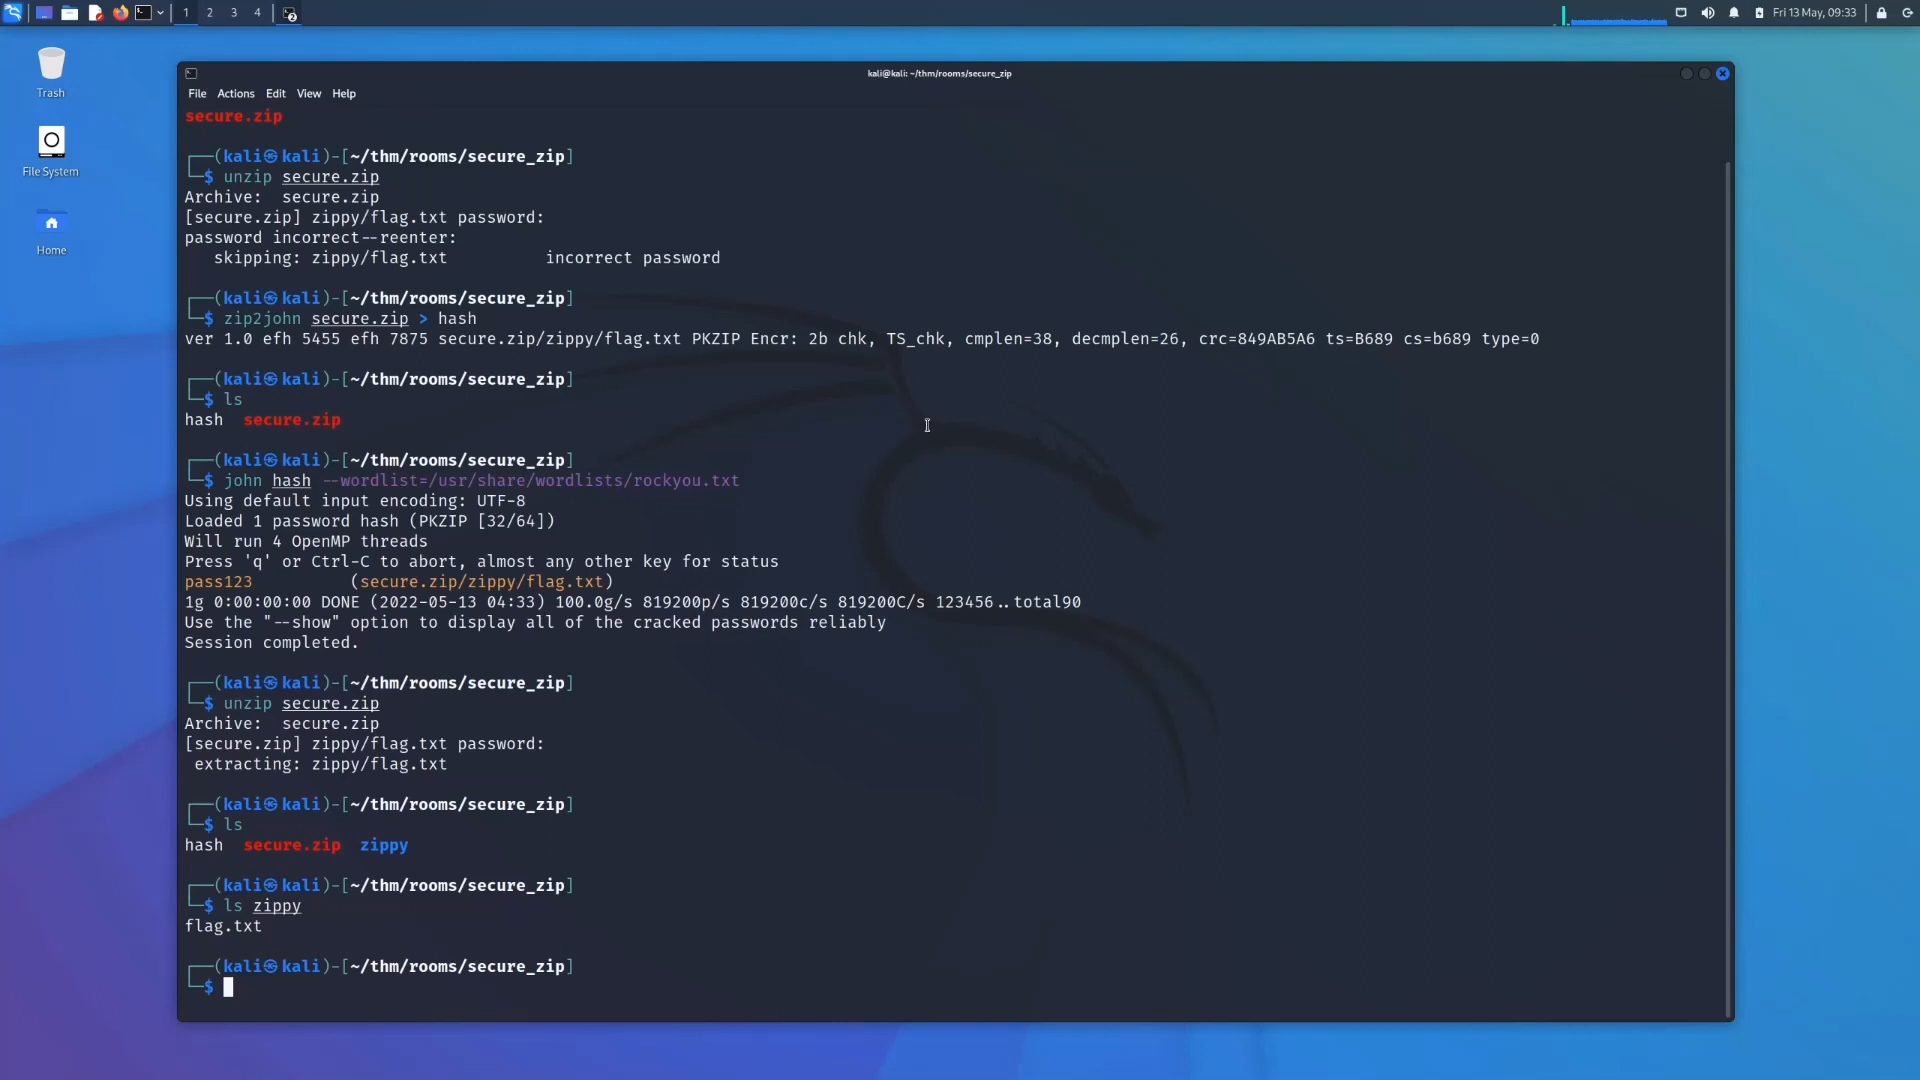 1 2 3 4 2
Fri 13 May, 09:33
Trash
File System
Home
kali@kali: ~/thm/rooms/secure_zip
File Actions Edit View Help
secure.zip
┌──(kali㉿kali)-[~/thm/rooms/secure_zip]
└─$ unzip secure.zip
Archive:  secure.zip
[secure.zip] zippy/flag.txt password:
password incorrect--reenter:
   skipping: zippy/flag.txt          incorrect password
┌──(kali㉿kali)-[~/thm/rooms/secure_zip]
└─$ zip2john secure.zip > hash
ver 1.0 efh 5455 efh 7875 secure.zip/zippy/flag.txt PKZIP Encr: 2b chk, TS_chk, cmplen=38, decmplen=26, crc=849AB5A6 ts=B689 cs=b689 type=0
┌──(kali㉿kali)-[~/thm/rooms/secure_zip]
└─$ ls
hash  secure.zip
┌──(kali㉿kali)-[~/thm/rooms/secure_zip]
└─$ john hash --wordlist=/usr/share/wordlists/rockyou.txt
Using default input encoding: UTF-8
Loaded 1 password hash (PKZIP [32/64])
Will run 4 OpenMP threads
Press 'q' or Ctrl-C to abort, almost any other key for status
pass123          (secure.zip/zippy/flag.txt)
1g 0:00:00:00 DONE (2022-05-13 04:33) 100.0g/s 819200p/s 819200c/s 819200C/s 123456..total90
Use the "--show" option to display all of the cracked passwords reliably
Session completed.
┌──(kali㉿kali)-[~/thm/rooms/secure_zip]
└─$ unzip secure.zip
Archive:  secure.zip
[secure.zip] zippy/flag.txt password:
 extracting: zippy/flag.txt
┌──(kali㉿kali)-[~/thm/rooms/secure_zip]
└─$ ls
hash  secure.zip  zippy
┌──(kali㉿kali)-[~/thm/rooms/secure_zip]
└─$ ls zippy
flag.txt
┌──(kali㉿kali)-[~/thm/rooms/secure_zip]
└─$